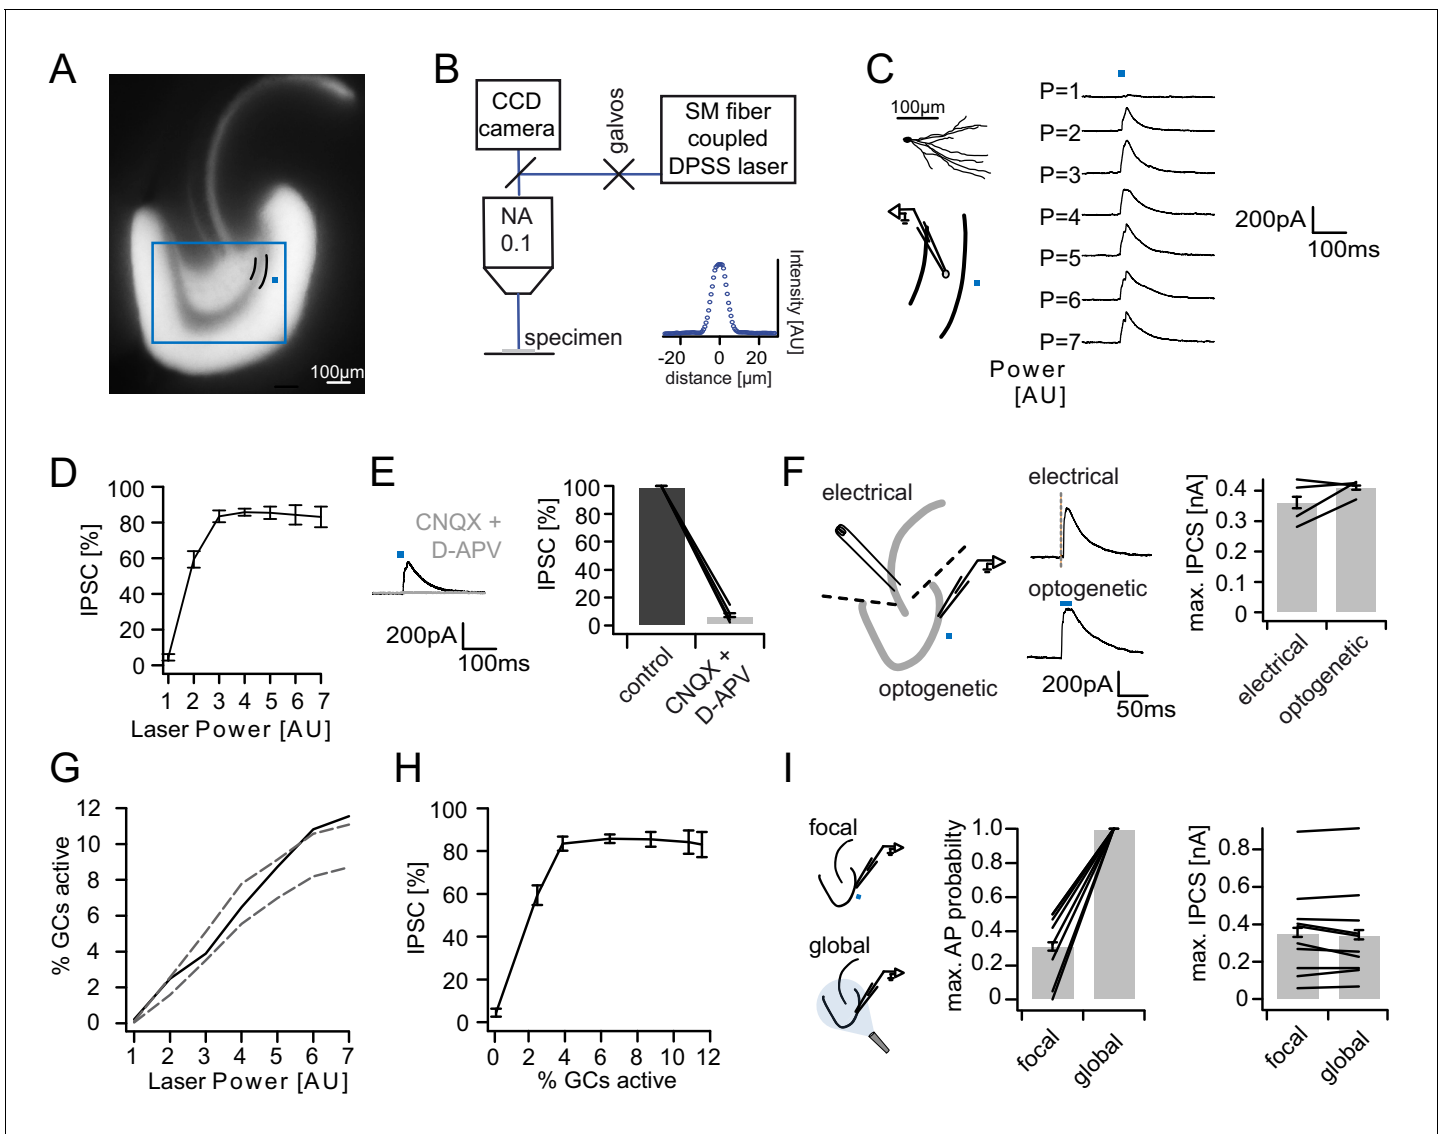 A
100µm
B
CCD
camera
galvos
SM fiber
coupled
DPSS laser
NA
0.1
specimen
Intensity [AU]
-20 0 20
distance [µm]
C
100µm
P=1
P=2
P=3
P=4
P=5
P=6
P=7
Power
[AU]
200pA
100ms
D
IPSC [%]
100
80
60
40
20
0
1 2 3 4 5 6 7
Laser Power [AU]
E
CNQX +
D-APV
200pA
100ms
IPSC [%]
100
80
60
40
20
0
control
CNQX +
D-APV
F
electrical
optogenetic
electrical
optogenetic
200pA
50ms
max. IPCS [nA]
0.4
0.3
0.2
0.1
0
electrical
optogenetic
G
% GCs active
12
10
8
6
4
2
0
1 2 3 4 5 6 7
Laser Power [AU]
H
IPSC [%]
100
80
60
40
20
0
0 2 4 6 8 10 12
% GCs active
I
focal
global
max. AP probabilty
1.0
0.8
0.6
0.4
0.2
0
focal
global
max. IPCS [nA]
0.8
0.6
0.4
0.2
0
focal
global